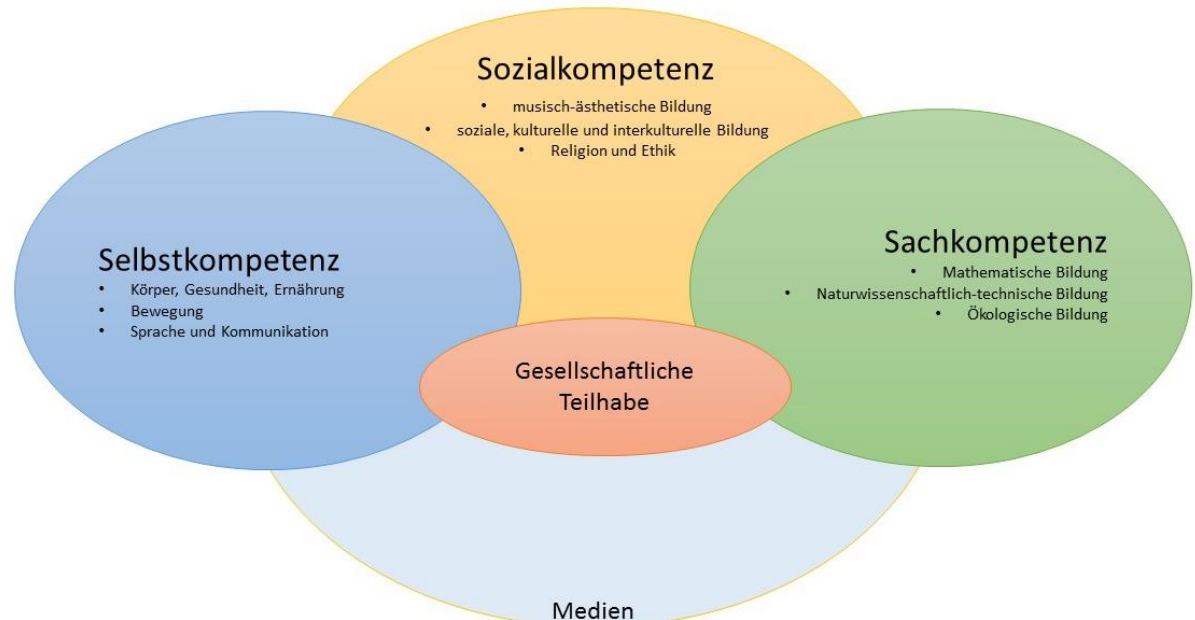 Sozialkompetenz
• musisch-ästhetische Bildung
• soziale, kulturelle und interkulturelle Bildung
• Religion und Ethik
Selbstkompetenz
• Körper, Gesundheit, Ernährung
• Bewegung
• Sprache und Kommunikation
Sachkompetenz
• Mathematische Bildung
• Naturwissenschaftlich-technische Bildung
• Ökologische Bildung
Gesellschaftliche
Teilhabe
Medien